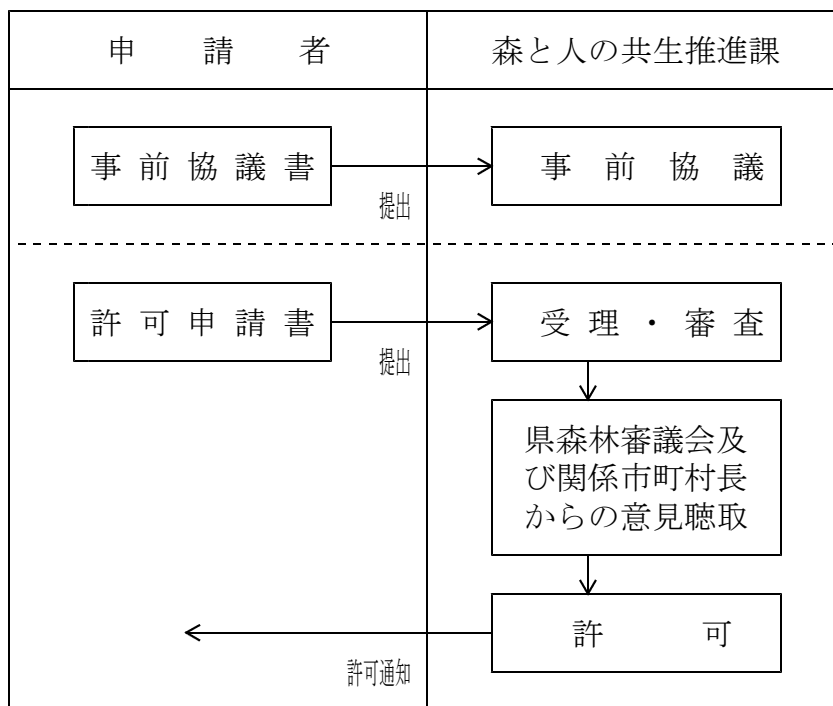 申請者
森と人の共生推進課
事前協議書
事前協議
提出
許可申請書
受理・審査
提出
県森林審議会及
び関係市町村長
からの意見聴取
許可
許可通知